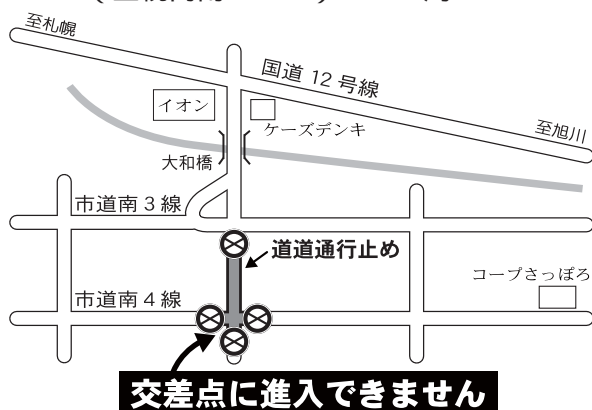 至札幌
国道12号線
イオン
ケーズデンキ
至旭川
大和橋
市道南3線
道道通行止め
コープさっぽろ
市道南4線
交差点に進入できません